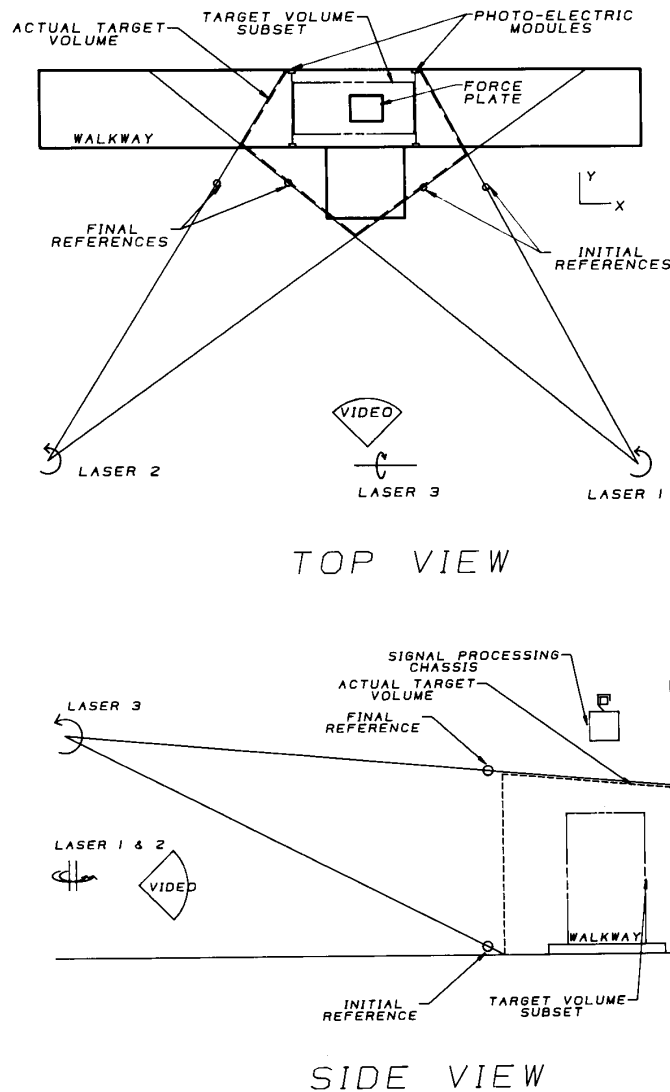 ACTUAL TARGET
VOLUME
TARGET VOLUME
SUBSET
PHOTO-ELECTRIC
MODULES
FORCE
PLATE
WALKWAY
Y
X
FINAL
REFERENCES
INITIAL
REFERENCES
VIDEO
LASER 2
LASER 3
LASER 1
TOP VIEW
SIGNAL PROCESSING
CHASSIS
ACTUAL TARGET
VOLUME
LASER 3
FINAL
REFERENCE
LASER 1 & 2
VIDEO
WALKWAY
INITIAL
REFERENCE
TARGET VOLUME
SUBSET
SIDE VIEW